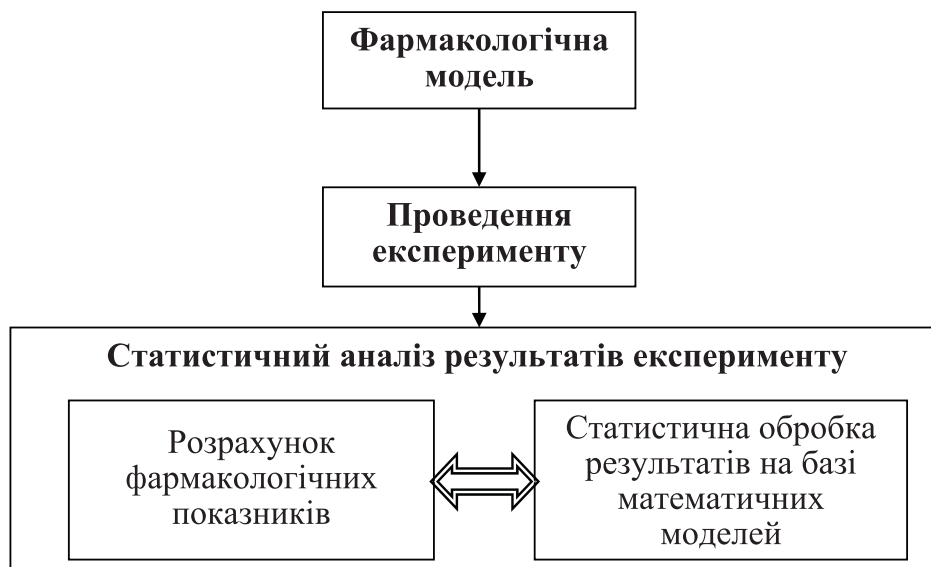 Фармакологічна
модель
Проведення
експерименту
Статистичний аналіз результатів експерименту
Розрахунок
фармакологічних
показників
Статистична обробка
результатів на базі
математичних
моделей